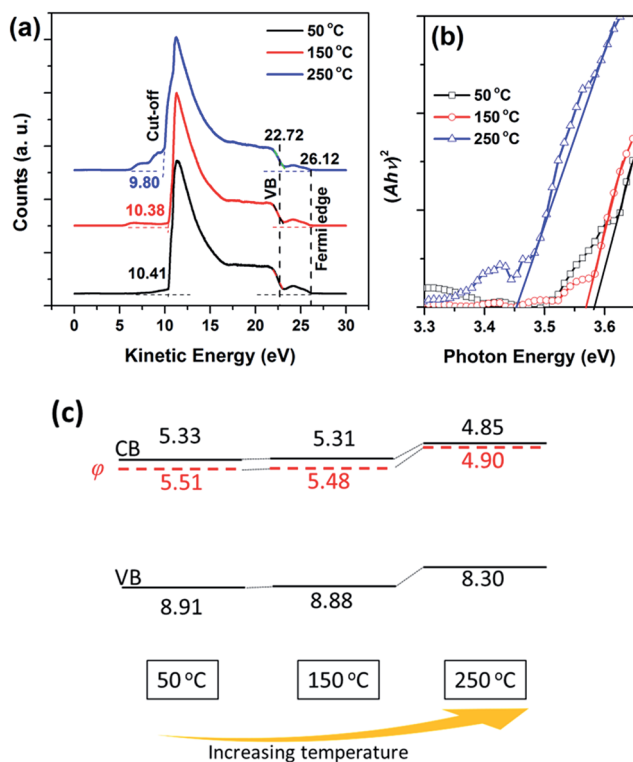 (a)
50 °C
150 °C
250 °C
Counts (a. u.)
Cut-off
9.80
10.38
10.41
VB
22.72
26.12
Fermi edge
0 5 10 15 20 25 30
Kinetic Energy (eV)
(b)
50 °C
150 °C
250 °C
(Ahν)²
3.3 3.4 3.5 3.6
Photon Energy (eV)
(c)
CB 5.33 5.31 4.85
φ 5.51 5.48 4.90
VB 8.91 8.88 8.30
50 °C 150 °C 250 °C
Increasing temperature